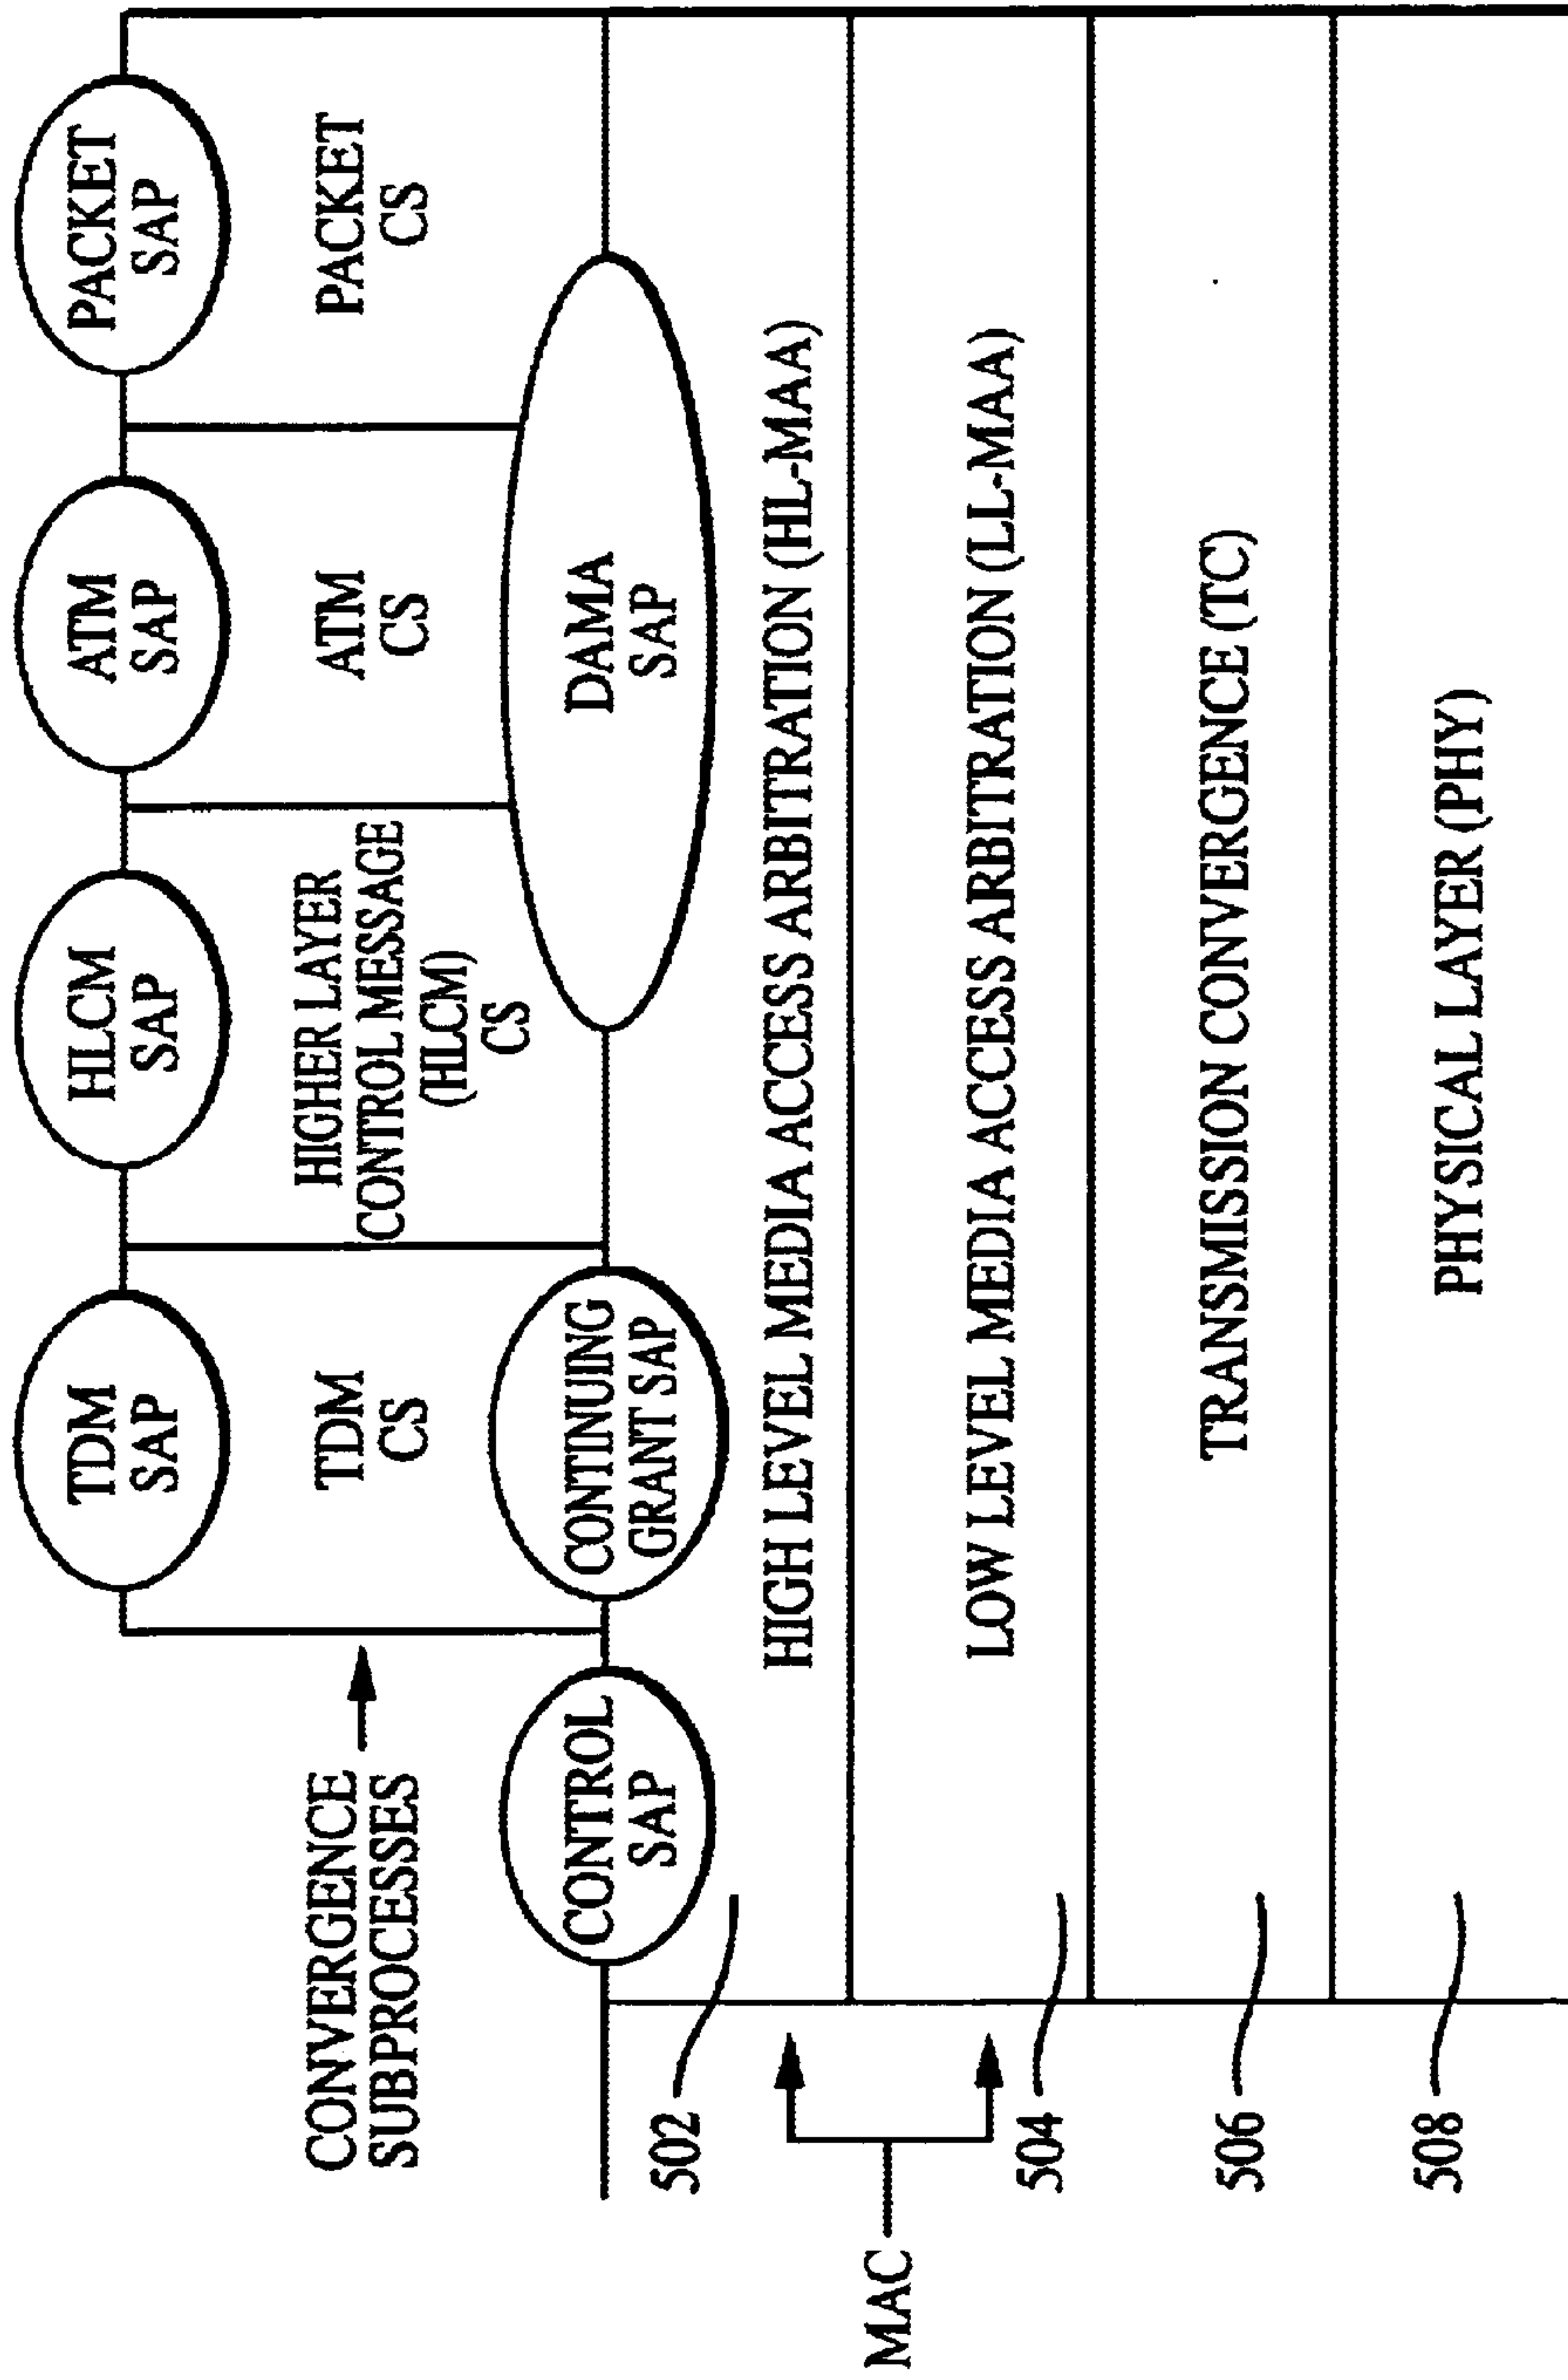 TDM
SAP
HLCM
SAP
ATM
SAP
PACKET
SAP
CONVERGENCE
SUBPROCESSES
TDM
CS
HIGHER LAYER
CONTROL MESSAGE
(HLCM)
CS
ATM
CS
PACKET
CS
CONTROL
SAP
CONTINUING
GRANT SAP
DAMA
SAP
502
HIGH LEVEL MEDIA ACCESS ARBITRATION (HL-MAA)
MAC
504
LOW LEVEL MEDIA ACCESS ARBITRATION (LL-MAA)
506
TRANSMISSION CONVERGENCE (TC)
508
PHYSICAL LAYER (PHY)